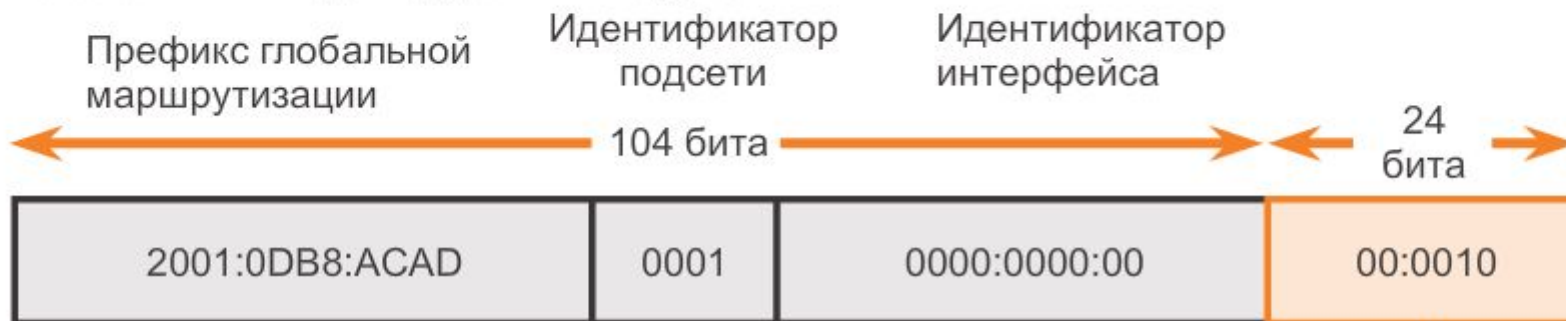 Префикс глобальной
маршрутизации
Идентификатор
подсети
Идентификатор
интерфейса
104 бита
24
бита
2001:0DB8:ACAD
0001
0000:0000:00
00:0010